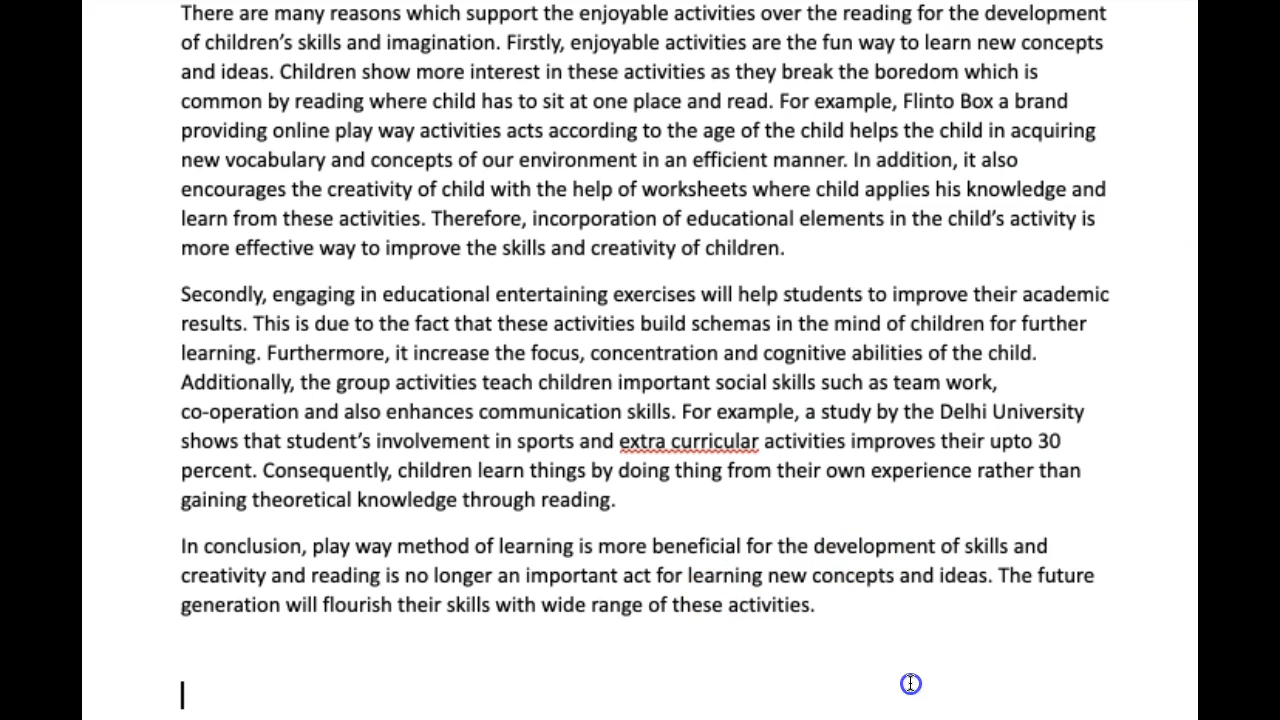 There are many reasons which support the enjoyable activities over the reading for the development
of children’s skills and imagination. Firstly, enjoyable activities are the fun way to learn new concepts
and ideas. Children show more interest in these activities as they break the boredom which is
common by reading where child has to sit at one place and read. For example, Flinto Box a brand
providing online play way activities acts according to the age of the child helps the child in acquiring
new vocabulary and concepts of our environment in an efficient manner. In addition, it also
encourages the creativity of child with the help of worksheets where child applies his knowledge and
learn from these activities. Therefore, incorporation of educational elements in the child’s activity is
more effective way to improve the skills and creativity of children.
Secondly, engaging in educational entertaining exercises will help students to improve their academic
results. This is due to the fact that these activities build schemas in the mind of children for further
learning. Furthermore, it increase the focus, concentration and cognitive abilities of the child.
Additionally, the group activities teach children important social skills such as team work,
co-operation and also enhances communication skills. For example, a study by the Delhi University
shows that student’s involvement in sports and extra curricular activities improves their upto 30
percent. Consequently, children learn things by doing thing from their own experience rather than
gaining theoretical knowledge through reading.
In conclusion, play way method of learning is more beneficial for the development of skills and
creativity and reading is no longer an important act for learning new concepts and ideas. The future
generation will flourish their skills with wide range of these activities.